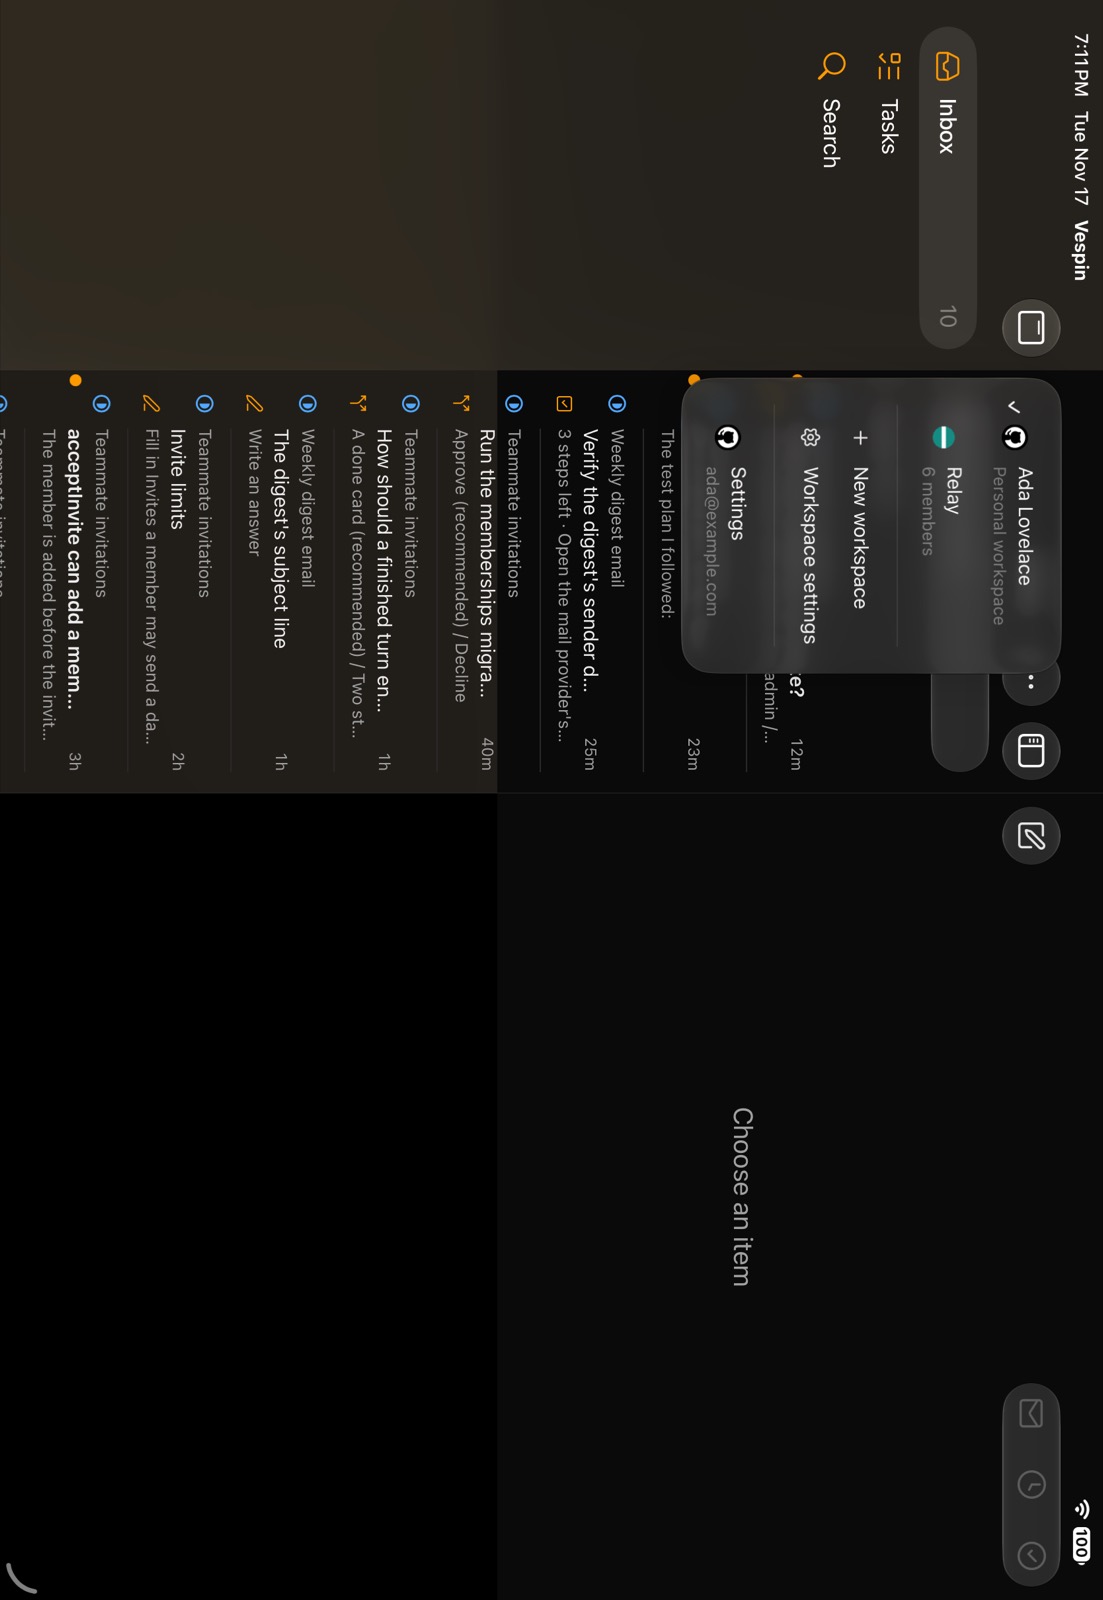 7:11 PM Tue Nov 17 Vespin
100
Inbox 10
Tasks
Search
Ada Lovelace
Personal workspace
Relay
6 members
New workspace
Workspace settings
Settings
ada@example.com
12m
admin /...
23m
The test plan I followed:
Weekly digest email
Verify the digest's sender d... 25m
3 steps left · Open the mail provider's...
Teammate invitations
Run the memberships migra... 40m
Approve (recommended) / Decline
Teammate invitations
How should a finished turn en... 1h
A done card (recommended) / Two st...
Weekly digest email
The digest's subject line 1h
Write an answer
Teammate invitations
Invite limits 2h
Fill in Invites a member may send a da...
Teammate invitations
acceptInvite can add a mem... 3h
The member is added before the invit...
Teammate invitations
Choose an item